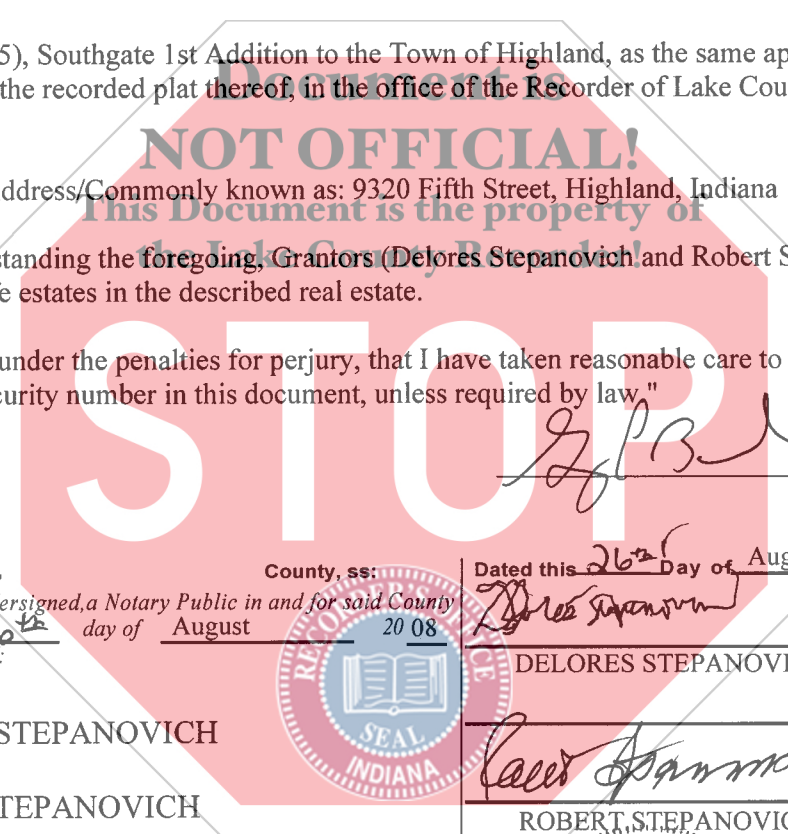 5), Southgate 1st Addition to the Town of Highland, as the same ap
the recorded plat thereof, in the office of the Recorder of Lake Cou
Document is
NOT OFFICIAL!
ddress/Commonly known as: 9320 Fifth Street, Highland, Indiana
This Document is the property of
the Lake County Recorder!
standing the foregoing, Grantors (Delores Stepanovich and Robert S
e estates in the described real estate.
under the penalties for perjury, that I have taken reasonable care to
curity number in this document, unless required by law."
STOP
County, ss:
ersigned, a Notary Public in and for said County
day of August 20 08
Dated this 26th Day of Aug
Delores Stepanovich
DELORES STEPANOVI
RECORDERS OFFICE
SEAL
INDIANA
STEPANOVICH
TEPANOVICH
ROBERT STEPANOVIC